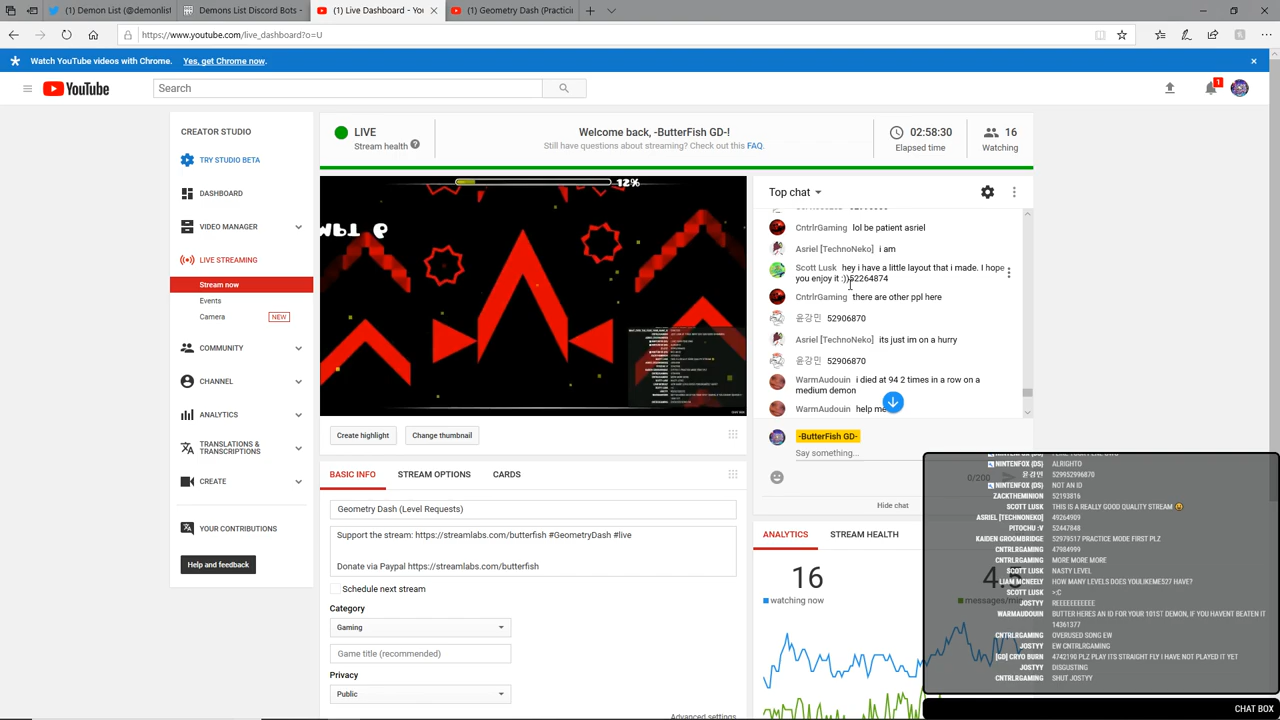 (1) Demon List (@demonlist
Demons List Discord Bots -
(1) Live Dashboard - Yo
(1) Geometry Dash (Practic
https://www.youtube.com/live_dashboard?o=U
Watch YouTube videos with Chrome. Yes, get Chrome now.
YouTube
Search
1
CREATOR STUDIO
TRY STUDIO BETA
DASHBOARD
VIDEO MANAGER
LIVE STREAMING
Stream now
Events
Camera NEW
COMMUNITY
CHANNEL
ANALYTICS
TRANSLATIONS & TRANSCRIPTIONS
CREATE
YOUR CONTRIBUTIONS
Help and feedback
LIVE
Stream health
Welcome back, -ButterFish GD-!
Still have questions about streaming? Check out this FAQ.
02:58:30
Elapsed time
16
Watching
12%
Create highlight
Change thumbnail
BASIC INFO
STREAM OPTIONS
CARDS
Geometry Dash (Level Requests)
Support the stream: https://streamlabs.com/butterfish #GeometryDash #live
Donate via Paypal https://streamlabs.com/butterfish
Schedule next stream
Category
Gaming
Game title (recommended)
Privacy
Public
Advanced settings
Top chat
CntrlrGaming lol be patient asriel
Asriel [TechnoNeko] i am
Scott Lusk hey i have a little layout that i made. I hope
you enjoy it :))52264874
CntrlrGaming there are other ppl here
윤강민 52906870
Asriel [TechnoNeko] its just im on a hurry
윤강민 52906870
WarmAudouin i died at 94 2 times in a row on a
medium demon
WarmAudouin help me
-ButterFish GD-
Say something...
0/200
Hide chat
ANALYTICS
STREAM HEALTH
16
watching now
4.5
messages/mi
NINTENFOX (DS) ALRIGHTO
윤강민 529952996870
NINTENFOX (DS) NOT AN ID
ZACKTHEMINION 52193816
SCOTT LUSK THIS IS A REALLY GOOD QUALITY STREAM 😀
ASRIEL [TECHNONEKO] 49264909
PITOCHU :V 52447848
KAIDEN GROOMBRIDGE 52979517 PRACTICE MODE FIRST PLZ
CNTRLRGAMING 47984999
CNTRLRGAMING MORE MORE MORE
SCOTT LUSK NASTY LEVEL
LIAM MCNEELY HOW MANY LEVELS DOES YOULIKEME527 HAVE?
SCOTT LUSK >:C
JOSTYY REEEEEEEEEEE
WARMAUDOUIN BUTTER HERES AN ID FOR YOUR 101ST DEMON, IF YOU HAVENT BEATEN IT
14361377
CNTRLRGAMING OVERUSED SONG EW
JOSTYY EW CNTRLRGAMING
[GD] CRYO BURN 4742190 PLZ PLAY ITS STRAIGHT FLY I HAVE NOT PLAYED IT YET
JOSTYY DISGUSTING
CNTRLRGAMING SHUT JOSTYY
CHAT BOX